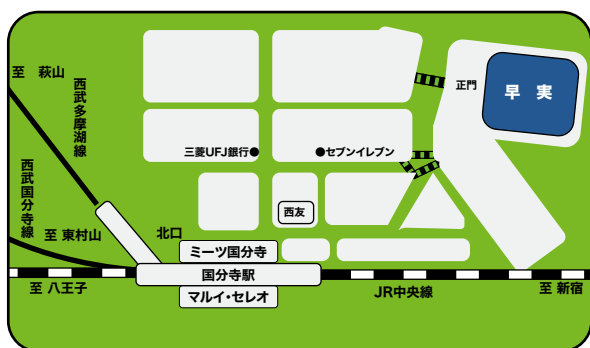 至 萩山
西武多摩湖線
正門
早 実
三菱UFJ銀行●
●セブンイレブン
西武国分寺線
西友
至 東村山
北口
ミーツ国分寺
国分寺駅
マルイ・セレオ
至 八王子
JR中央線
至 新宿